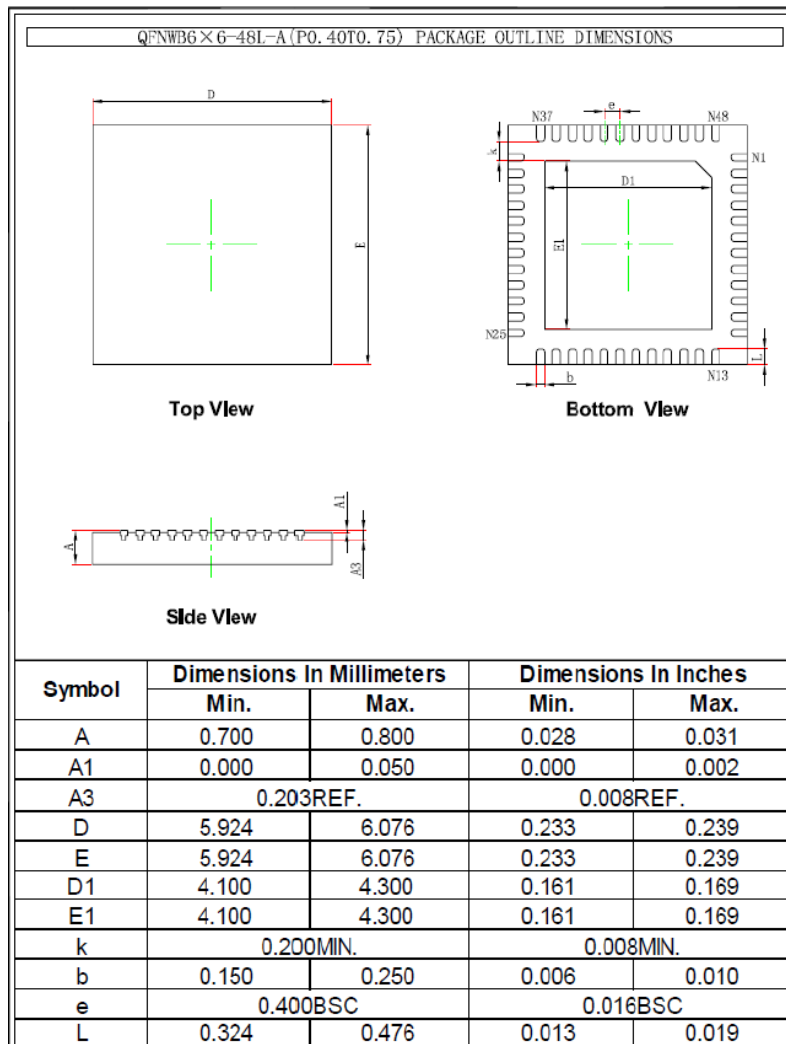 QFNWB6×6-48L-A(P0.40T0.75) PACKAGE OUTLINE DIMENSIONS
D
E
Top View
N37
e
N48
k
N1
D1
E1
N25
L
b
N13
Bottom View
A
A1
A3
Side View
Symbol Dimensions In Millimeters Dimensions In Inches
Min. Max. Min. Max.
A 0.700 0.800 0.028 0.031
A1 0.000 0.050 0.000 0.002
A3 0.203REF. 0.008REF.
D 5.924 6.076 0.233 0.239
E 5.924 6.076 0.233 0.239
D1 4.100 4.300 0.161 0.169
E1 4.100 4.300 0.161 0.169
k 0.200MIN. 0.008MIN.
b 0.150 0.250 0.006 0.010
e 0.400BSC 0.016BSC
L 0.324 0.476 0.013 0.019